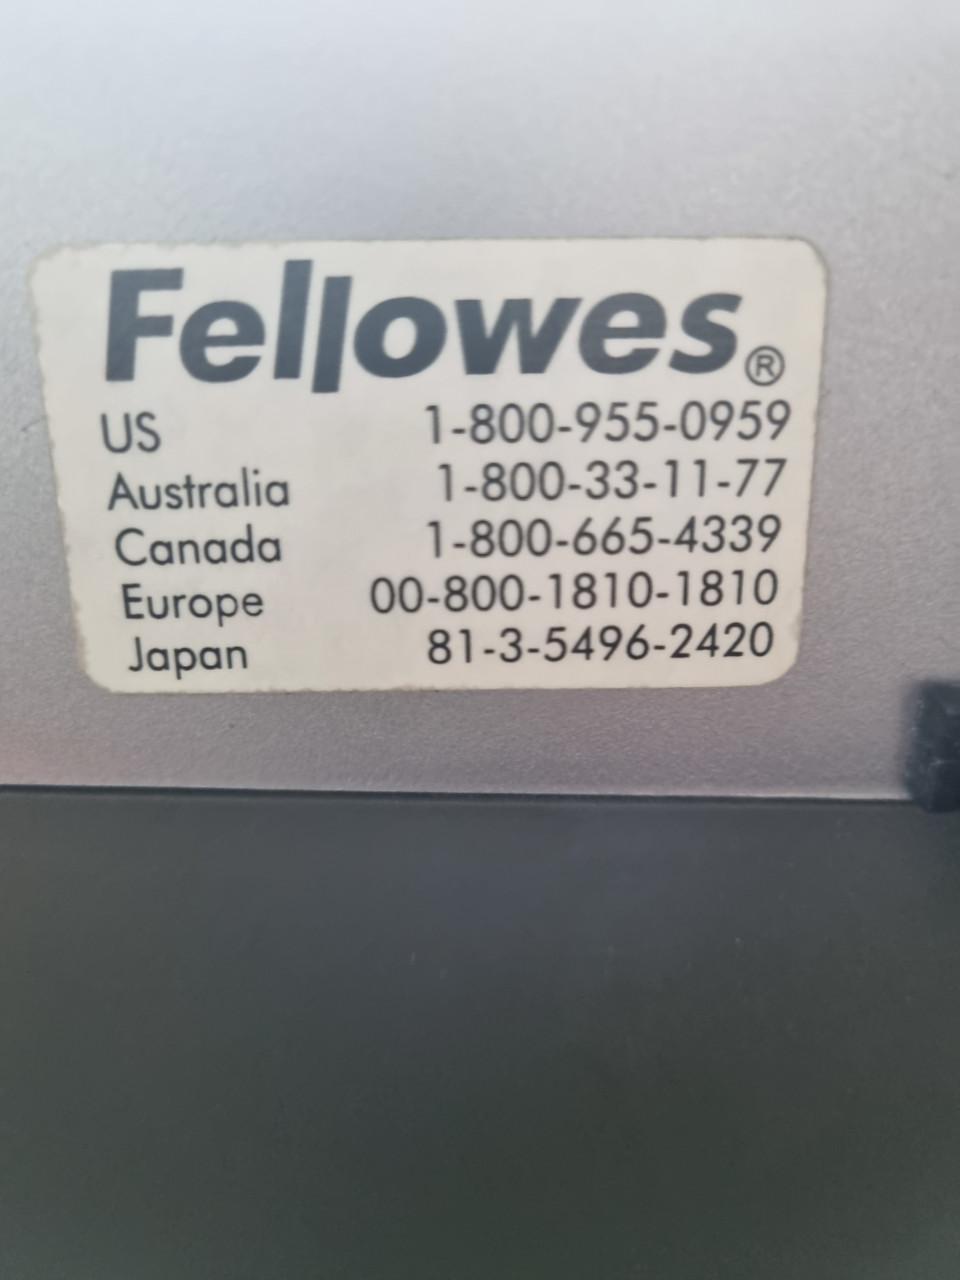 Fellowes®
US 1-800-955-0959
Australia 1-800-33-11-77
Canada 1-800-665-4339
Europe 00-800-1810-1810
Japan 81-3-5496-2420